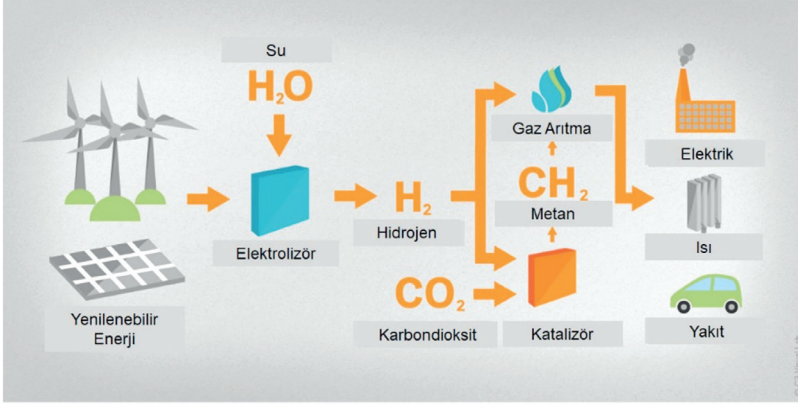 Su
H₂O
Gaz Arıtma
Elektrik
CH₂
Metan
H₂
Hidrojen
Isı
Elektrolizör
CO₂
Yenilenebilir
Enerji
Karbondioksit
Katalizör
Yakıt